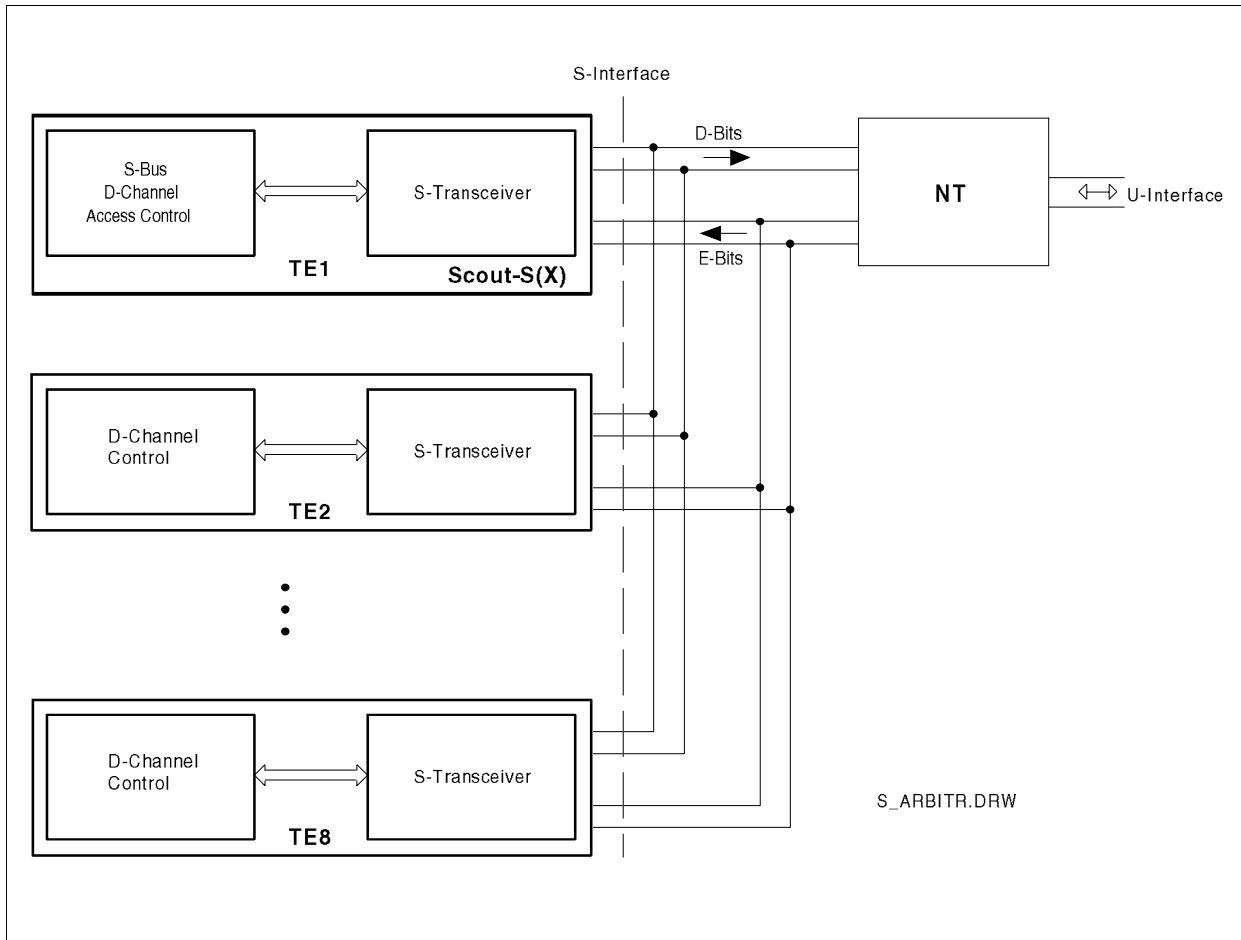 S-Interface
S-Bus
D-Channel
Access Control
S-Transceiver
TE1
Scout-S(X)
D-Bits
E-Bits
NT
U-Interface
D-Channel
Control
S-Transceiver
TE2
D-Channel
Control
S-Transceiver
TE8
S_ARBITR.DRW